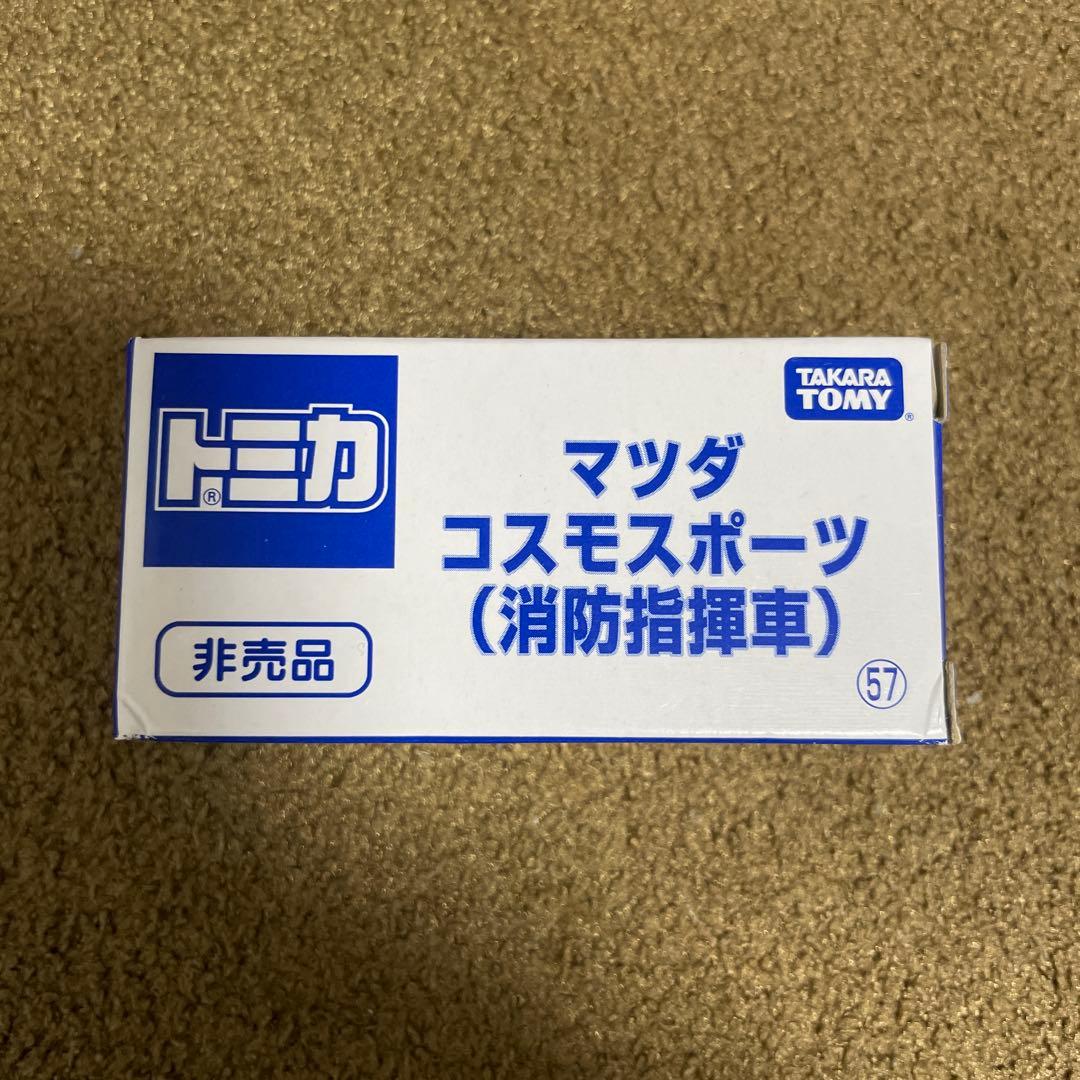 トミカ®
TAKARA
TOMY®
マツダ
コスモスポーツ
（消防指揮車）
非売品
57